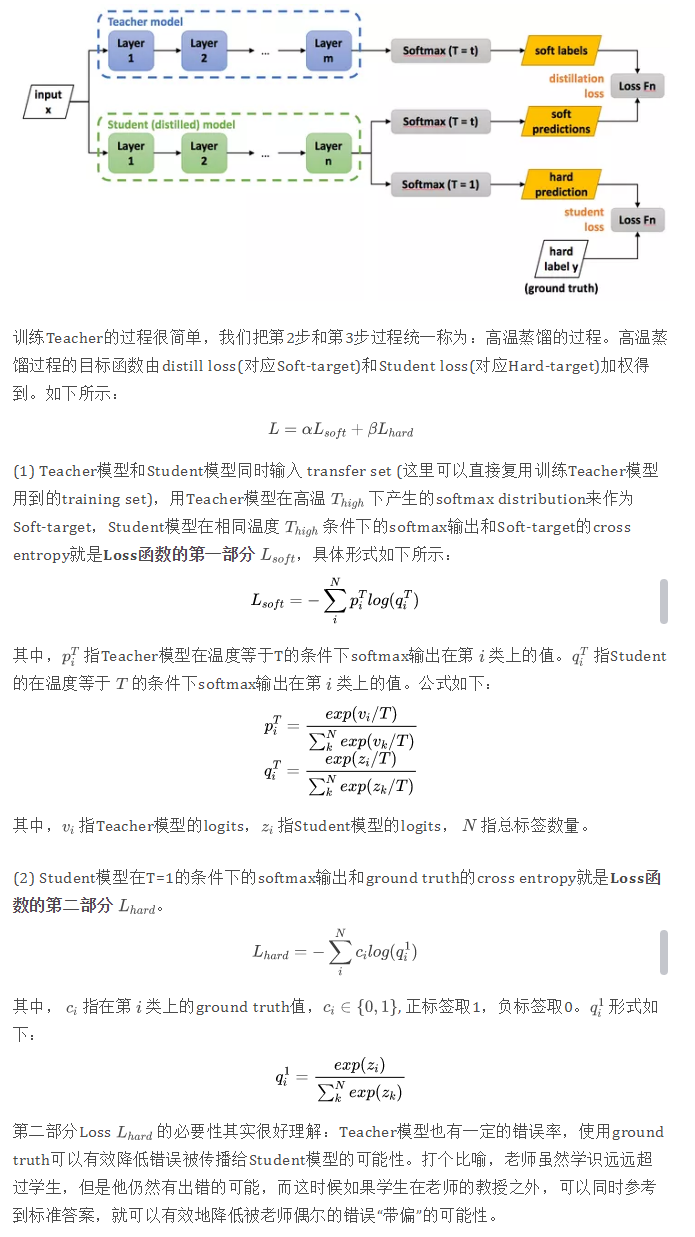 Teacher model
Layer 1
Layer 2
...
Layer m
Softmax (T = t)
soft labels
distillation loss
Loss Fn
input x
Student (distilled) model
Layer 1
Layer 2
...
Layer n
Softmax (T = t)
soft predictions
Softmax (T = 1)
hard prediction
student loss
Loss Fn
hard label y
(ground truth)
训练Teacher的过程很简单，我们把第2步和第3步过程统一称为：高温蒸馏的过程。高温蒸
馏过程的目标函数由distill loss(对应Soft-target)和Student loss(对应Hard-target)加权得
到。如下所示：
L = αL_{soft} + βL_{hard}
(1) Teacher模型和Student模型同时输入 transfer set (这里可以直接复用训练Teacher模型
用到的training set)，用Teacher模型在高温 T_{high} 下产生的softmax distribution来作为
Soft-target，Student模型在相同温度 T_{high} 条件下的softmax输出和Soft-target的cross
entropy就是Loss函数的第一部分 L_{soft}，具体形式如下所示：
L_{soft} = −∑_i^N p_i^T log(q_i^T)
其中，p_i^T 指Teacher模型在温度等于T的条件下softmax输出在第 i 类上的值。q_i^T 指Student
的在温度等于 T 的条件下softmax输出在第 i 类上的值。公式如下：
p_i^T = exp(v_i/T) / ∑_k^N exp(v_k/T)
q_i^T = exp(z_i/T) / ∑_k^N exp(z_k/T)
其中，v_i 指Teacher模型的logits，z_i 指Student模型的logits， N 指总标签数量。
(2) Student模型在T=1的条件下的softmax输出和ground truth的cross entropy就是Loss函
数的第二部分 L_{hard}。
L_{hard} = −∑_i^N c_i log(q_i^1)
其中， c_i 指在第 i 类上的ground truth值，c_i ∈ {0, 1}, 正标签取1，负标签取0。q_i^1 形式如
下：
q_i^1 = exp(z_i) / ∑_k^N exp(z_k)
第二部分Loss L_{hard} 的必要性其实很好理解：Teacher模型也有一定的错误率，使用ground
truth可以有效降低错误被传播给Student模型的可能性。打个比喻，老师虽然学识远远超
过学生，但是他仍然有出错的可能，而这时候如果学生在老师的教授之外，可以同时参考
到标准答案，就可以有效地降低被老师偶尔的错误“带偏”的可能性。